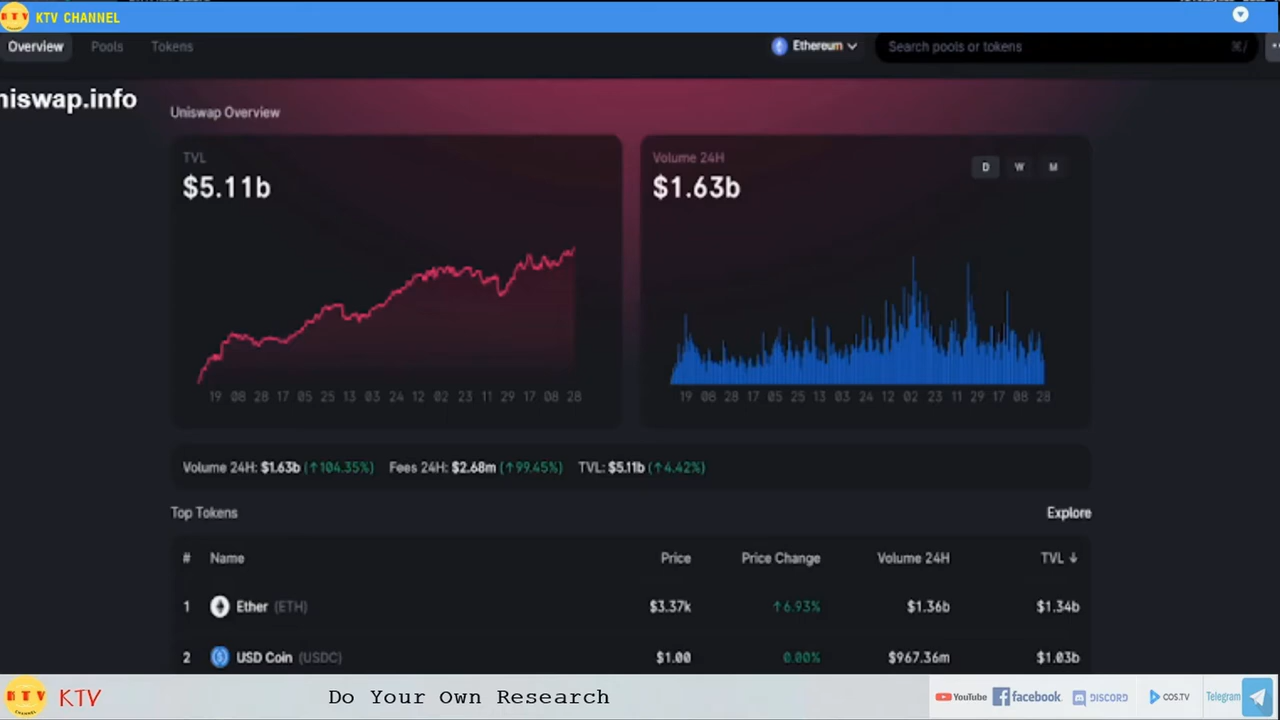 KTV CHANNEL
Overview Pools Tokens Ethereum Search pools or tokens ⌘/
niswap.info
Uniswap Overview
TVL
$5.11b
19 08 28 17 05 25 13 03 24 12 02 23 11 29 17 08 28
Volume 24H
$1.63b
D W M
19 08 28 17 05 25 13 03 24 12 02 23 11 29 17 08 28
Volume 24H: $1.63b (↑104.35%) Fees 24H: $2.68m (↑99.45%) TVL: $5.11b (↑4.42%)
Top Tokens Explore
# Name Price Price Change Volume 24H TVL ↓
1 Ether (ETH) $3.37k ↑6.93% $1.36b $1.34b
2 USD Coin (USDC) $1.00 0.00% $967.36m $1.03b
KTV CHANNEL KTV Do Your Own Research YouTube facebook. DISCORD COS.TV Telegram